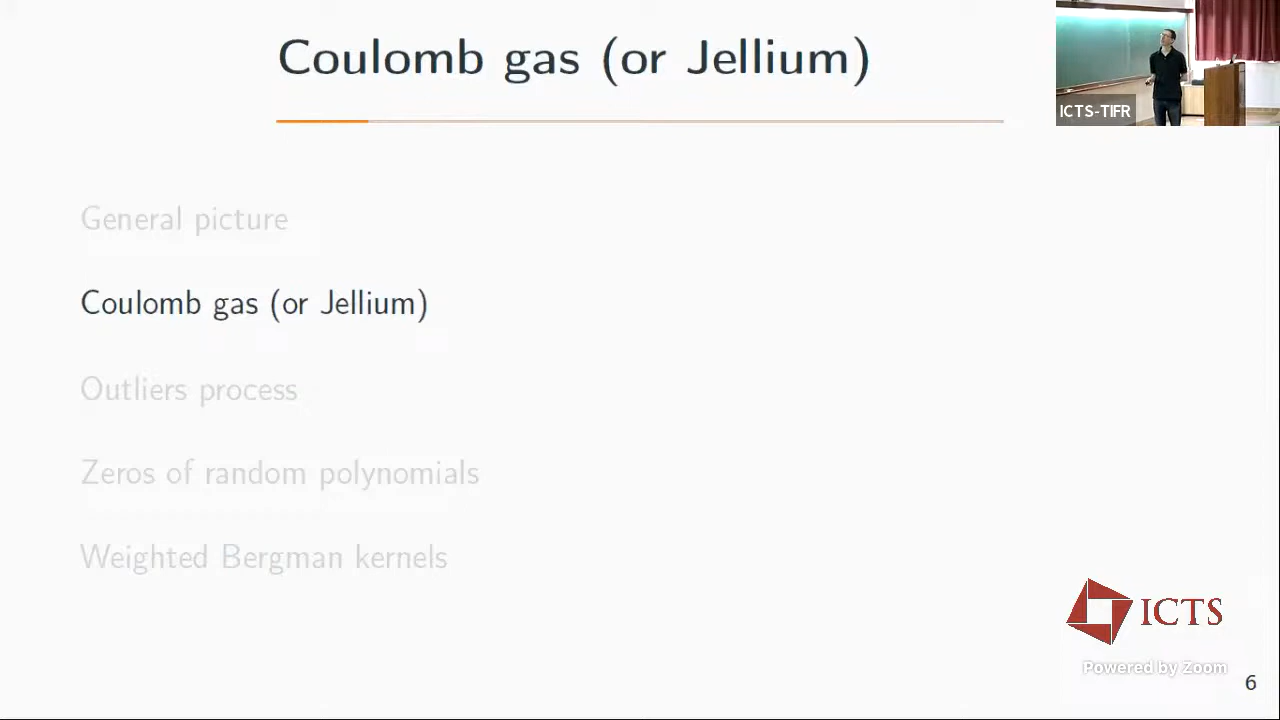 Coulomb gas (or Jellium)
ICTS-TIFR
General picture
Coulomb gas (or Jellium)
Outliers process
Zeros of random polynomials
Weighted Bergman kernels
ICTS
Powered by Zoom
6